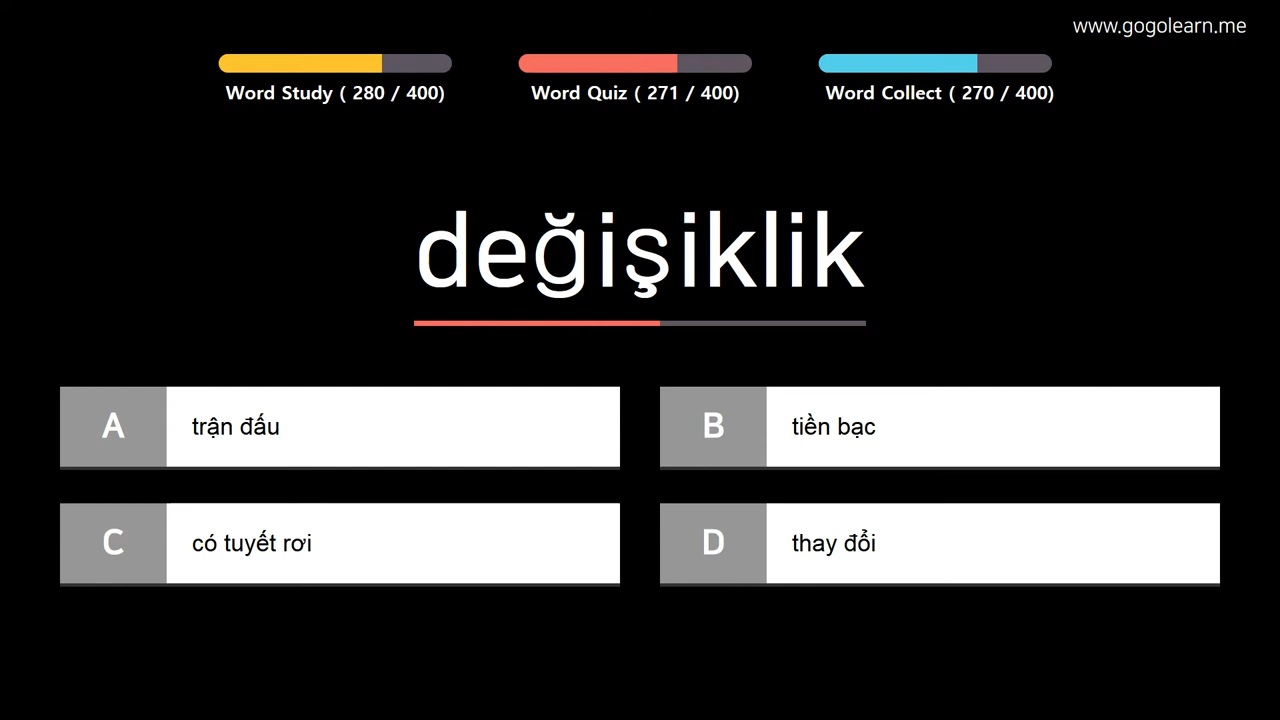 www.gogolearn.me
Word Study ( 280 / 400)
Word Quiz ( 271 / 400)
Word Collect ( 270 / 400)
değişiklik
A trận đấu
B tiền bạc
C có tuyết rơi
D thay đổi